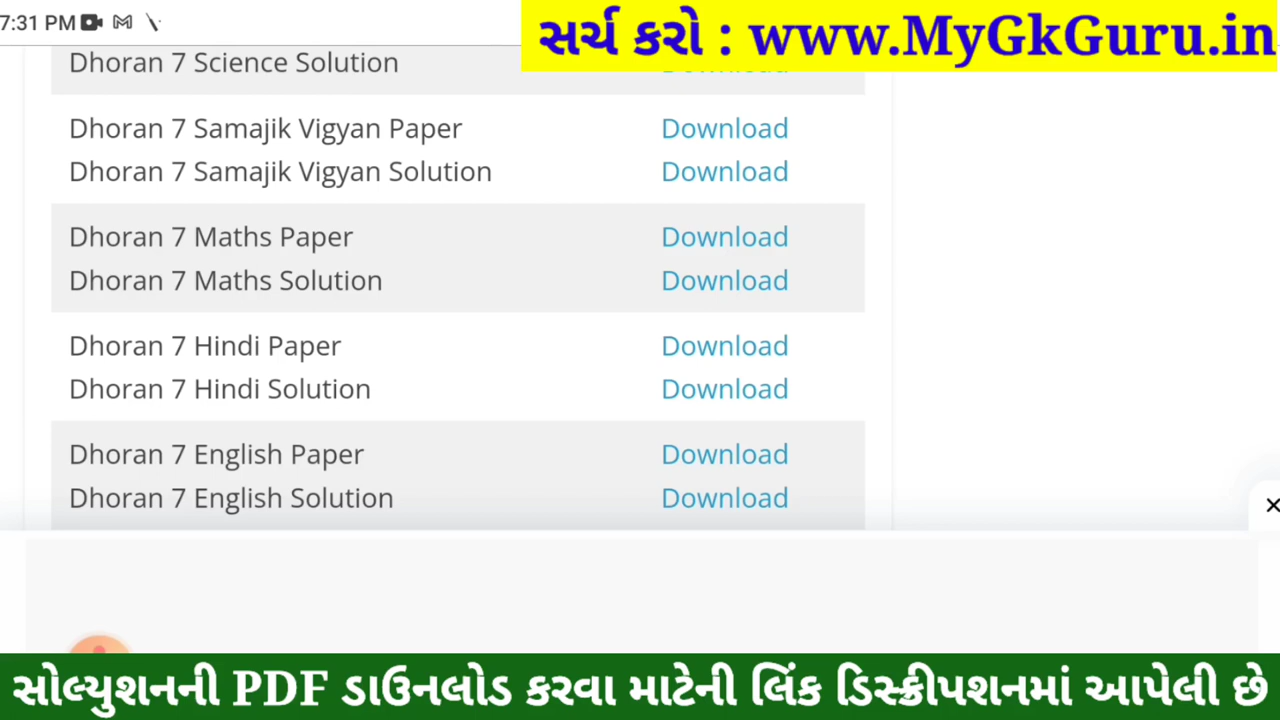 7:31 PM
સર્ચ કરો : www.MyGkGuru.in
Dhoran 7 Science Solution
Dhoran 7 Samajik Vigyan Paper Download
Dhoran 7 Samajik Vigyan Solution Download
Dhoran 7 Maths Paper Download
Dhoran 7 Maths Solution Download
Dhoran 7 Hindi Paper Download
Dhoran 7 Hindi Solution Download
Dhoran 7 English Paper Download
Dhoran 7 English Solution Download
સોલ્યુશનની PDF ડાઉનલોડ કરવા માટેની લિંક ડિસ્ક્રીપશનમાં આપેલી છે